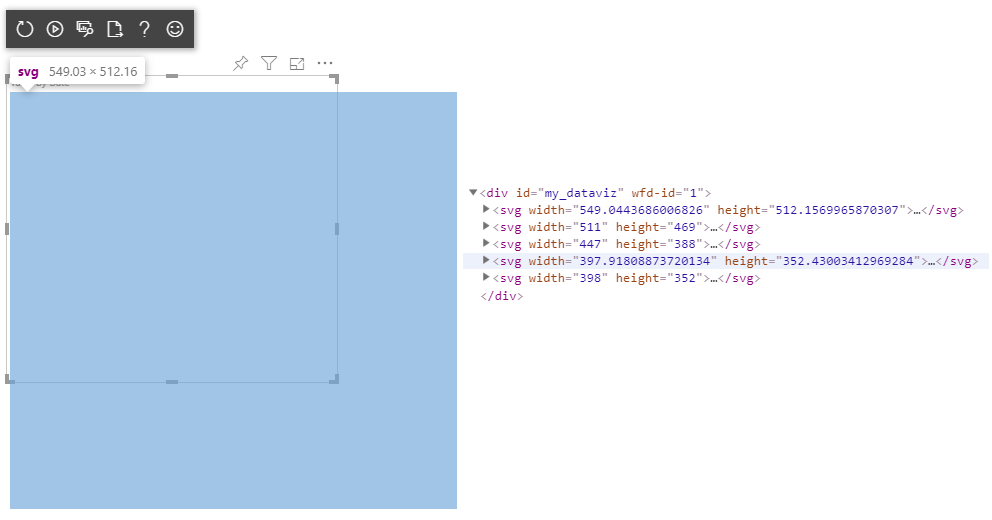 ?
svg 549.03 × 512.16
<div id="my_dataviz" wfd-id="1">
<svg width="549.0443686006826" height="512.1569965870307">…</svg>
<svg width="511" height="469">…</svg>
<svg width="447" height="388">…</svg>
<svg width="397.91808873720134" height="352.43003412969284">…</svg>
<svg width="398" height="352">…</svg>
</div>